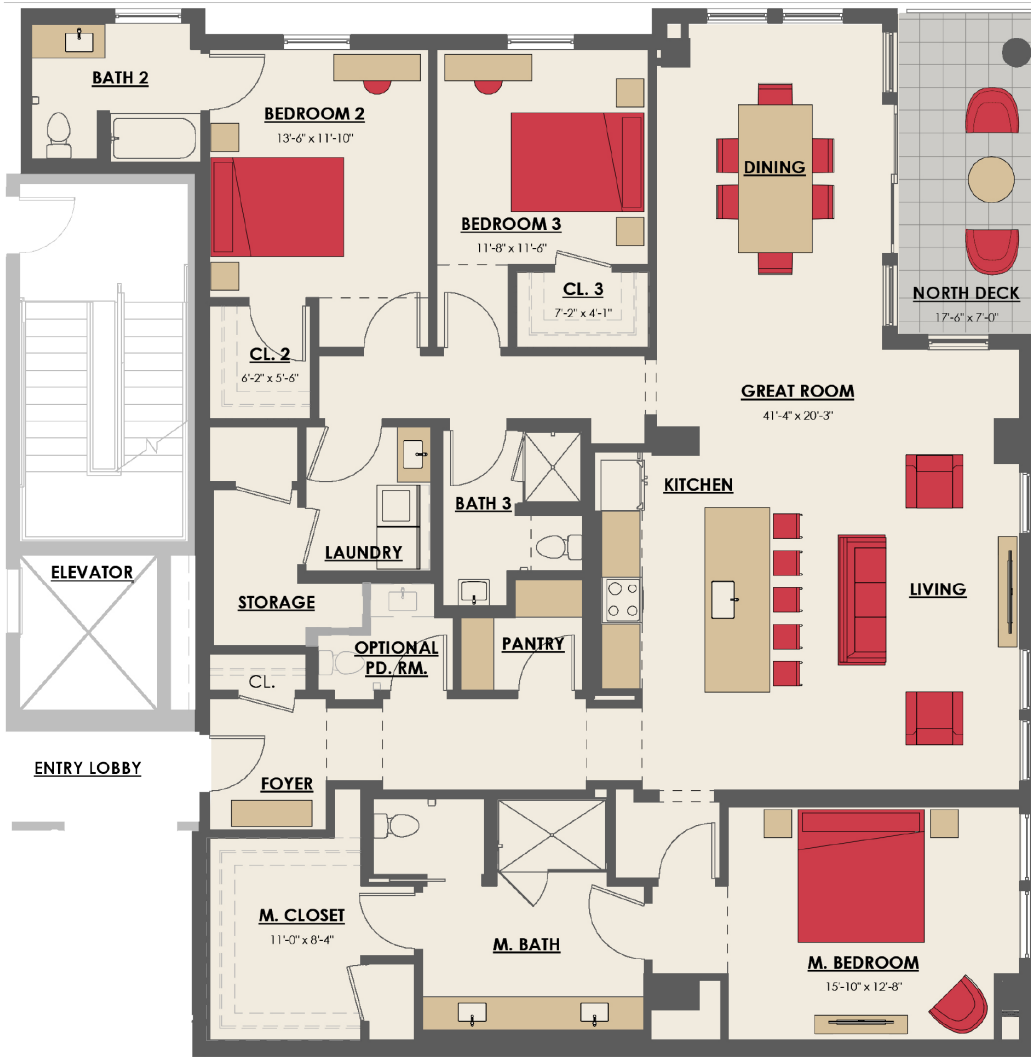 BATH 2
BEDROOM 2
13'-6" x 11'-10"
DINING
BEDROOM 3
11'-8" x 11'-6"
CL. 3
7'-2" x 4'-1"
NORTH DECK
17'-6" x 7'-0"
CL. 2
6'-2" x 5'-6"
GREAT ROOM
41'-4" x 20'-3"
KITCHEN
BATH 3
LAUNDRY
ELEVATOR
STORAGE
LIVING
OPTIONAL
PD. RM.
PANTRY
CL.
ENTRY LOBBY
FOYER
M. CLOSET
11'-0" x 8'-4"
M. BATH
M. BEDROOM
15'-10" x 12'-8"